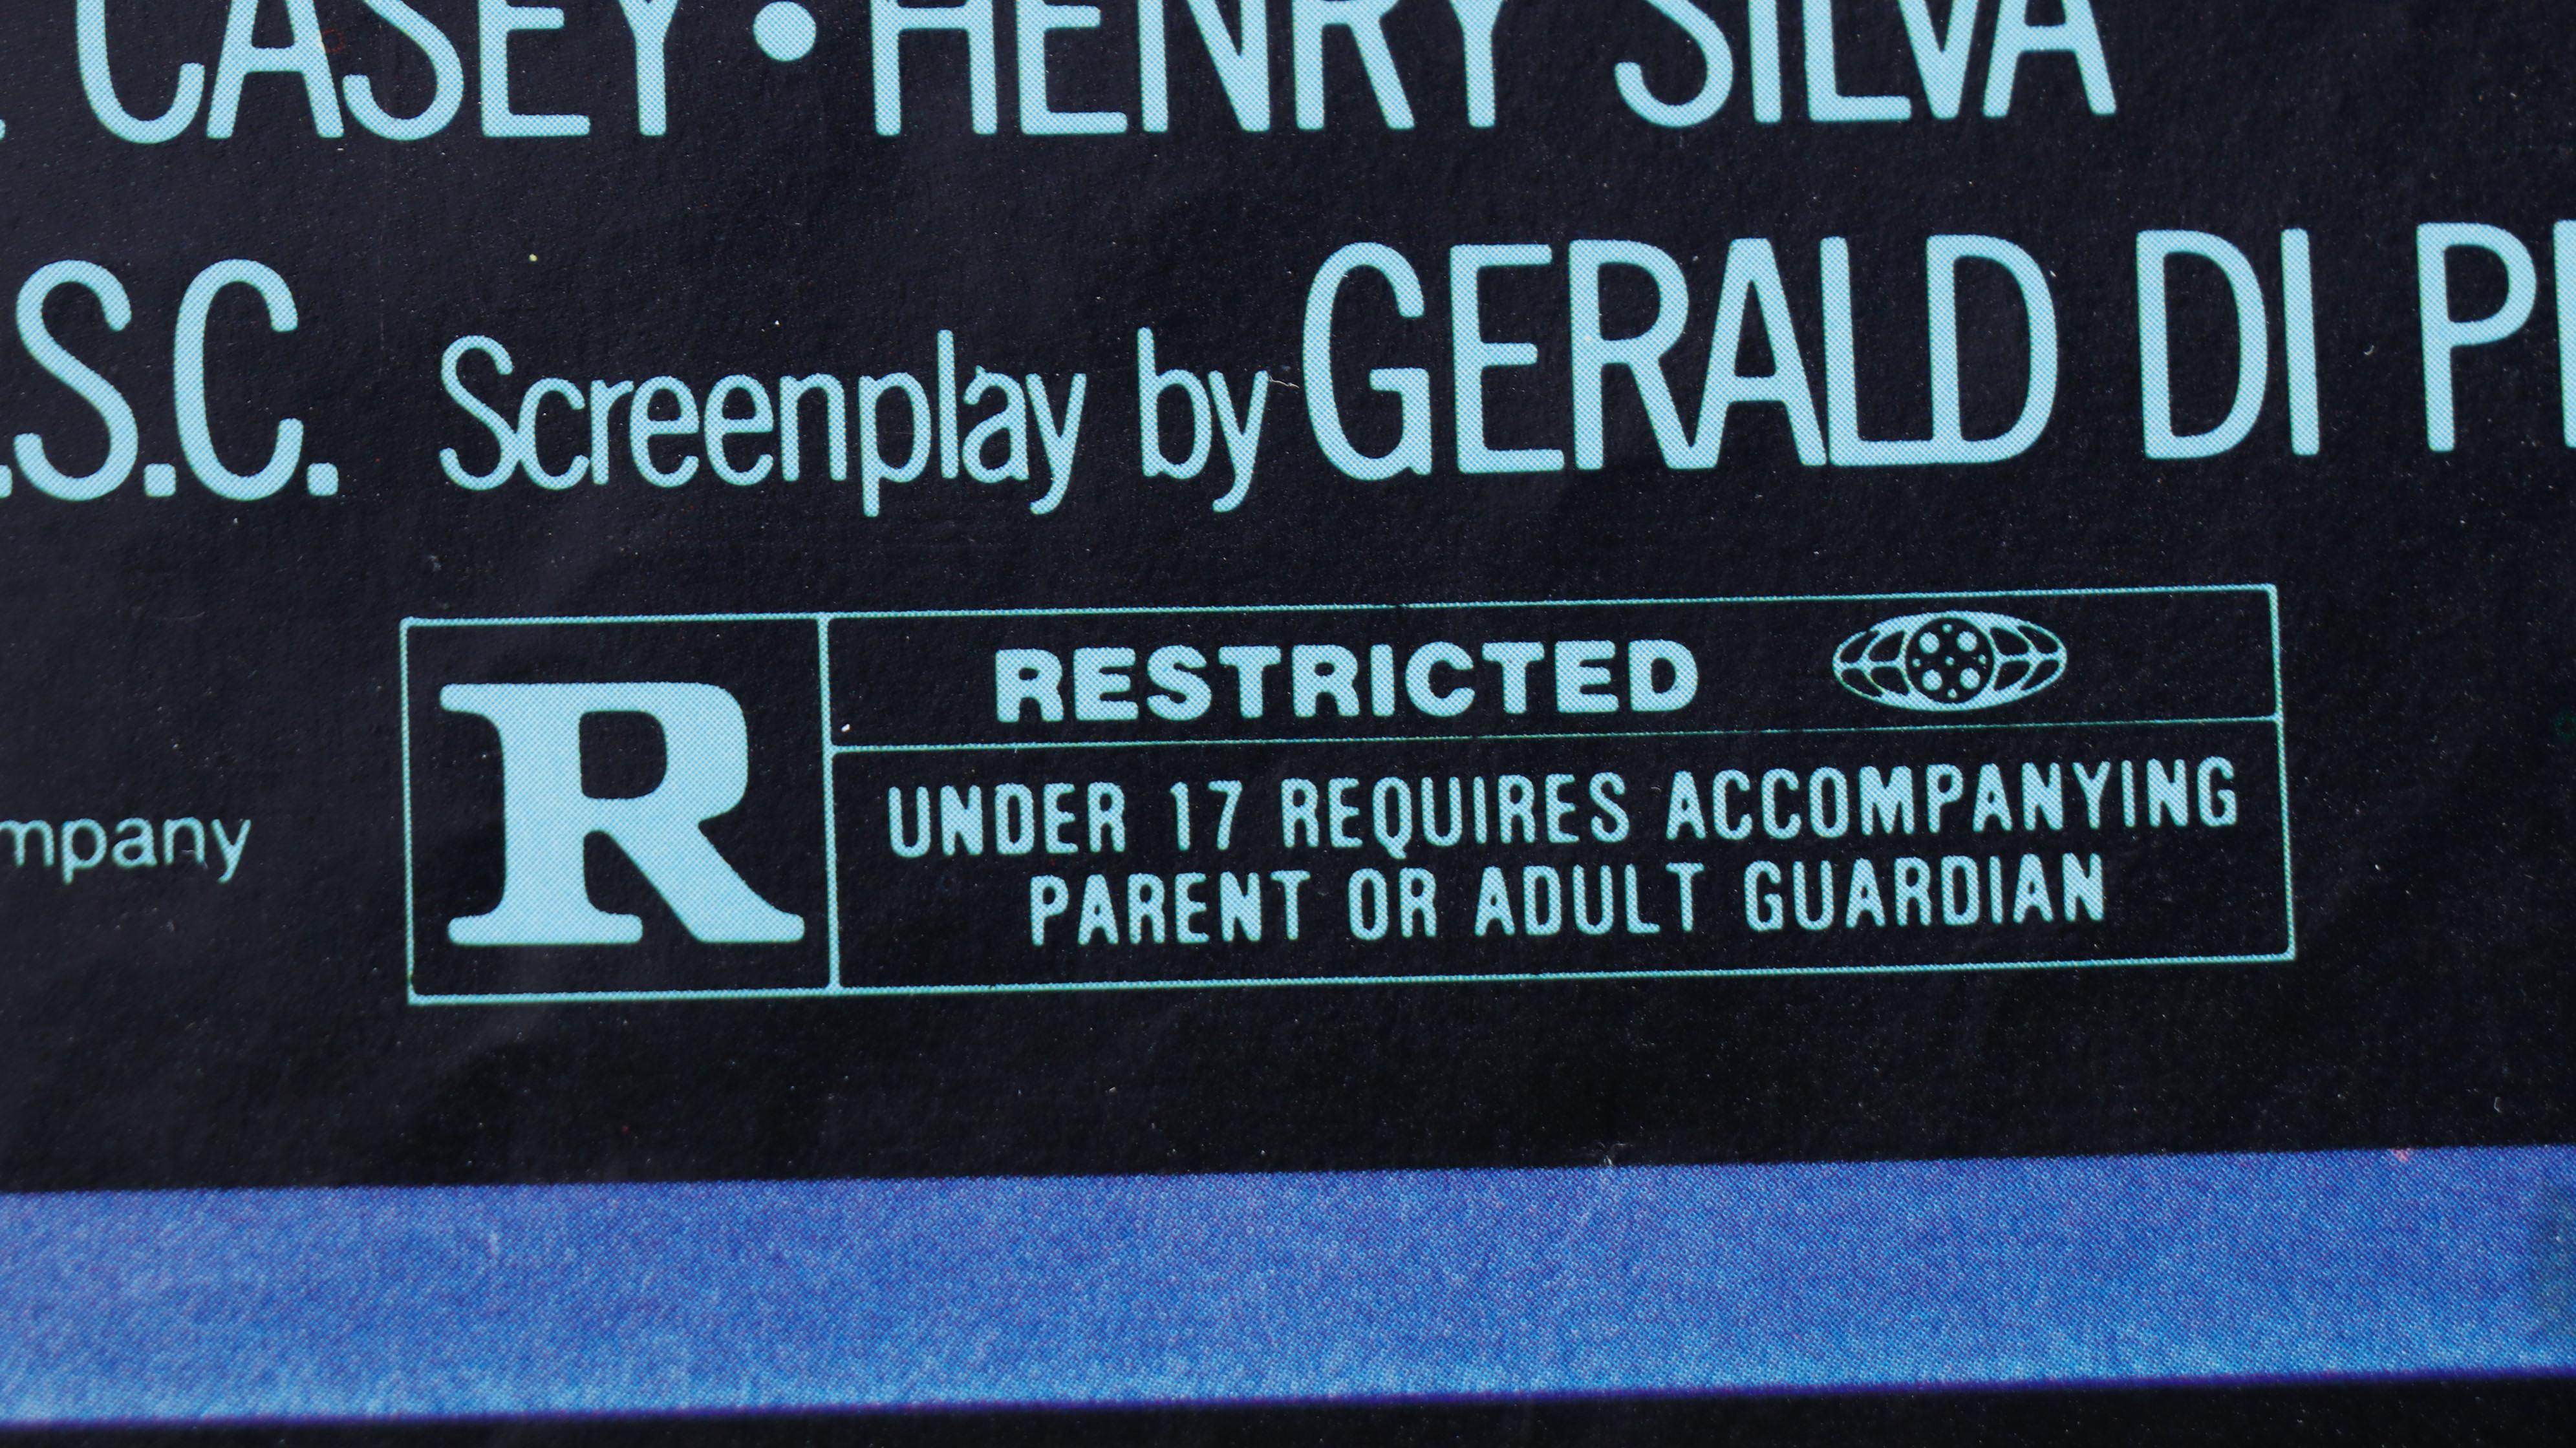 CASEY • HENRY SILVA
.S.C. Screenplay by GERALD DI P
R
RESTRICTED
UNDER 17 REQUIRES ACCOMPANYING
PARENT OR ADULT GUARDIAN
mpany